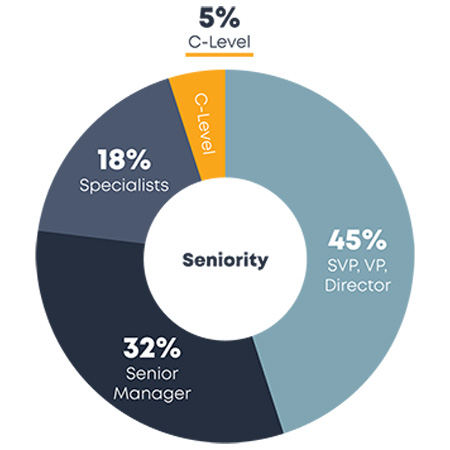 5%
C-Level
C-Level
18%
Specialists
Seniority
45%
SVP, VP,
Director
32%
Senior
Manager